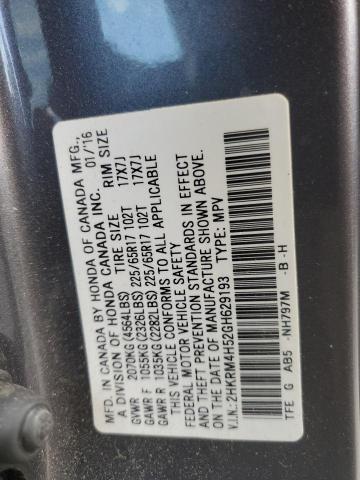 MFD. IN CANADA BY HONDA OF CANADA MFG.,
A DIVISION OF HONDA CANADA INC. 01/'16
TIRE SIZE RIM SIZE
GVWR 2070KG (4564LBS)
GAWR F 1055KG (2326LBS) 225/65R17 102T 17X7J
GAWR R 1035KG (2282LBS) 225/65R17 102T 17X7J
THIS VEHICLE CONFORMS TO ALL APPLICABLE
FEDERAL MOTOR VEHICLE SAFETY
AND THEFT PREVENTION STANDARDS IN EFFECT
ON THE DATE OF MANUFACTURE SHOWN ABOVE.
V.I.N.: 2HKRM4H52GH629193 TYPE: MPV
TFE G AB5 -NH797M -B -H